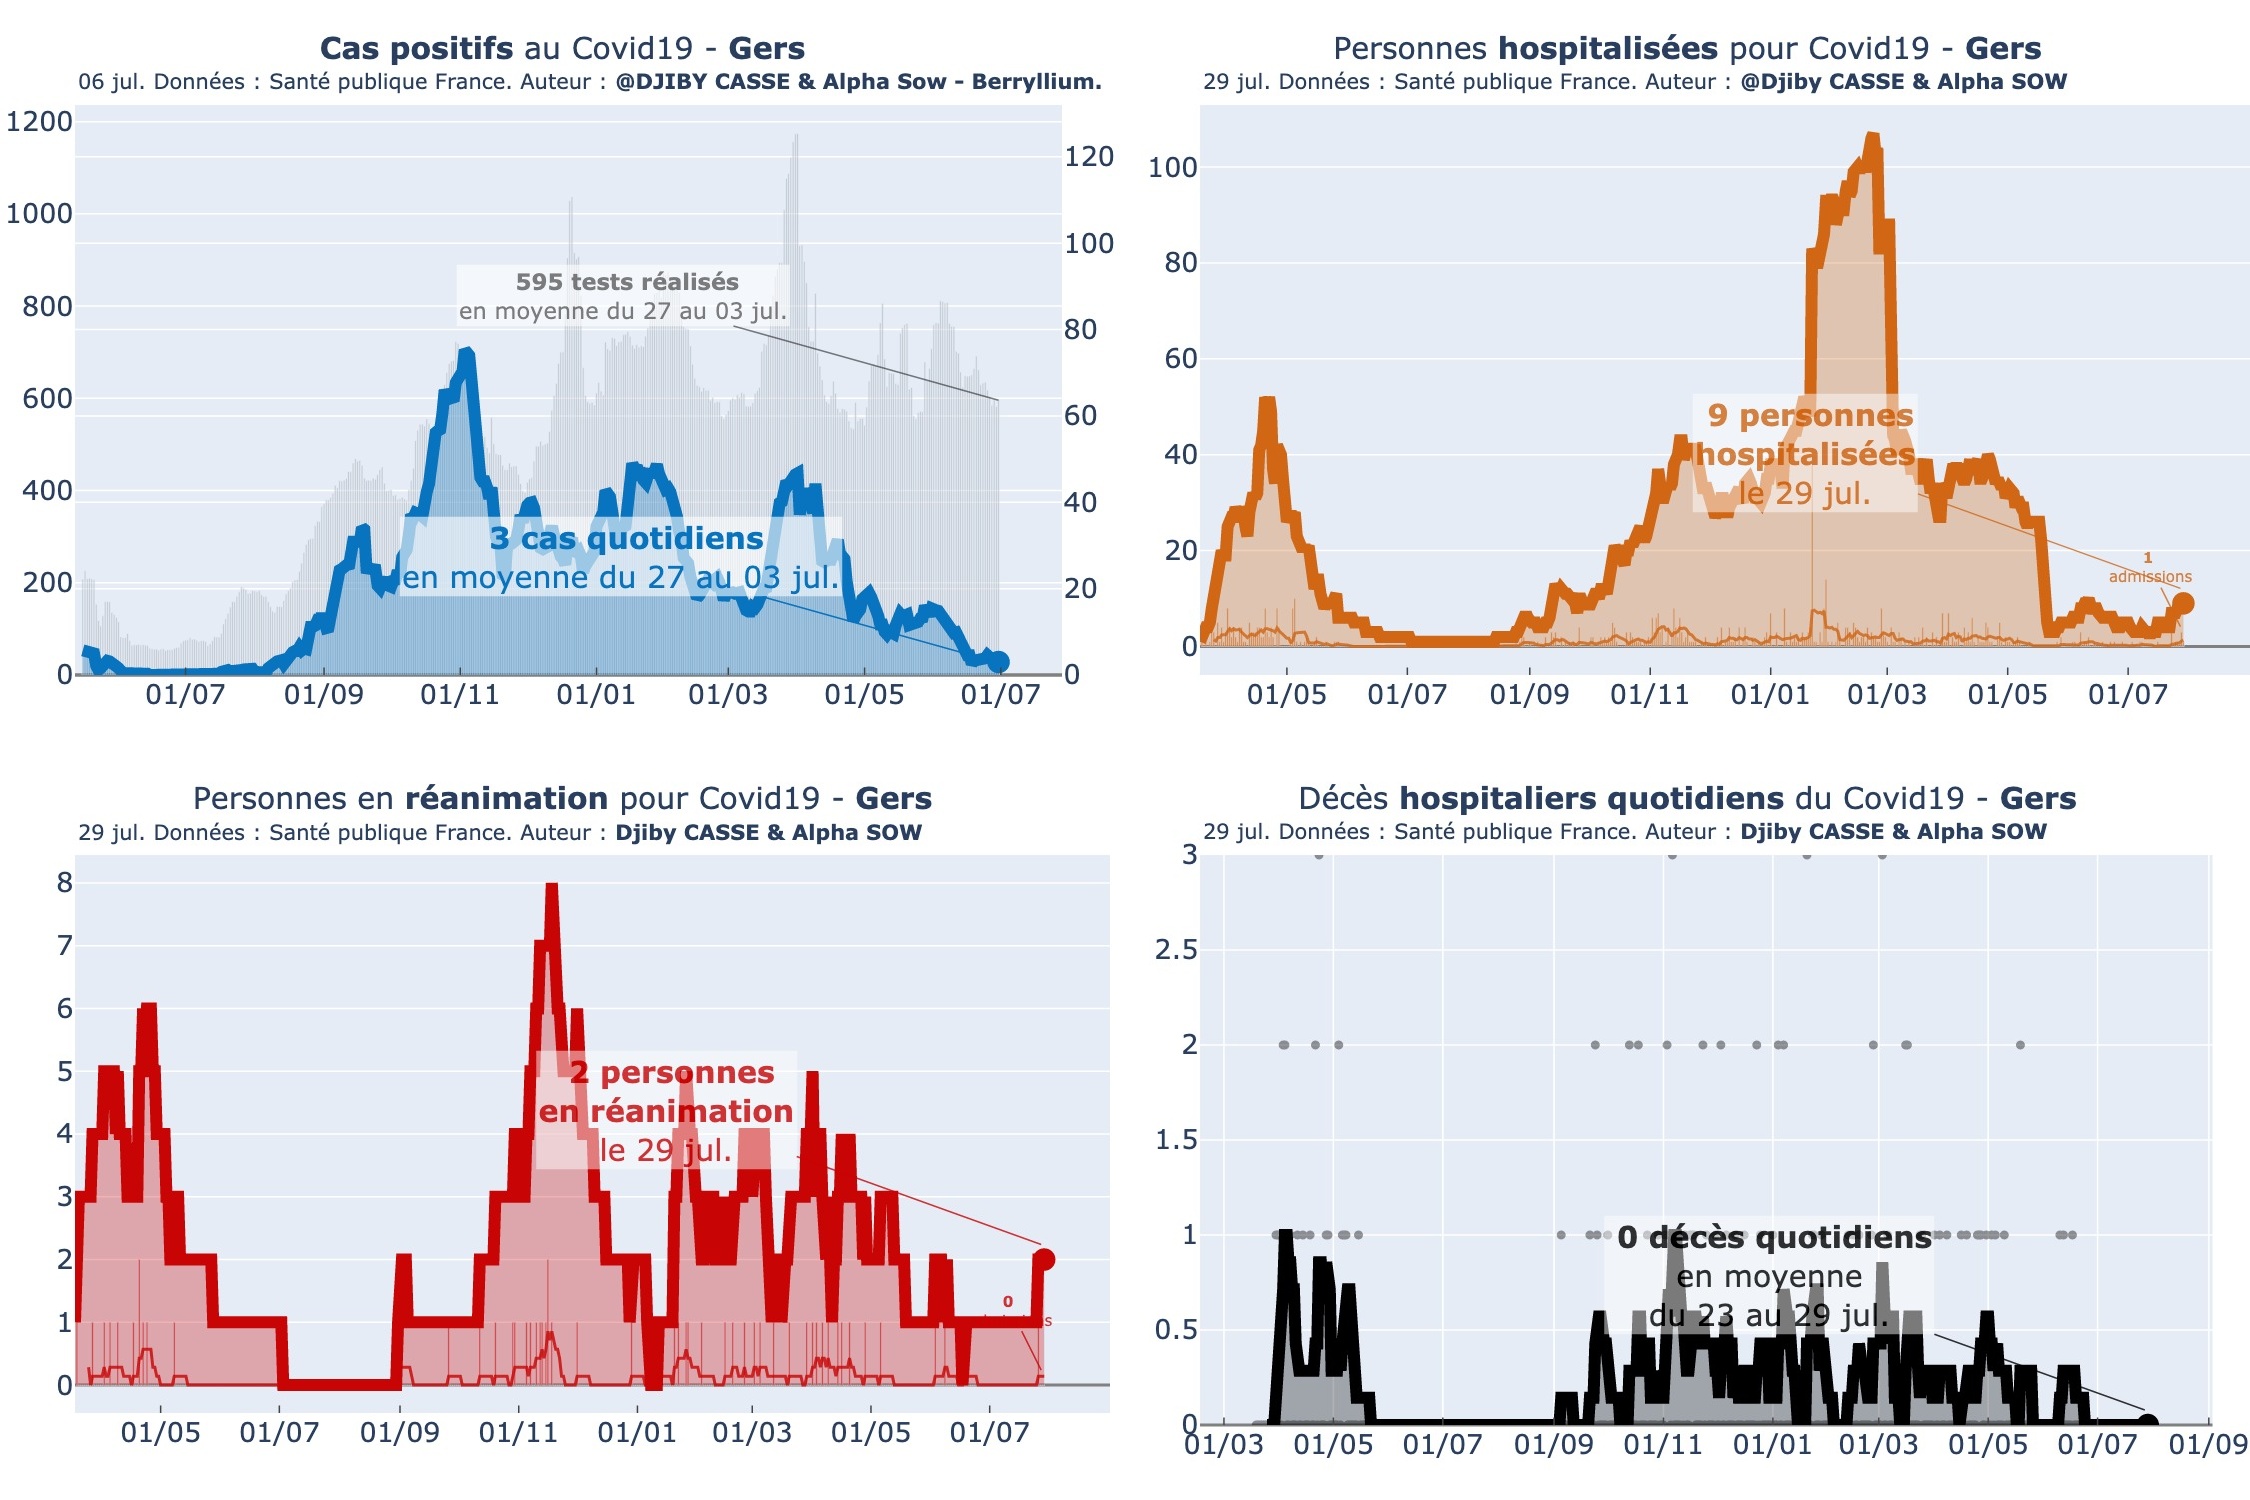 Cas positifs au Covid19 - Gers
06 jul. Données : Santé publique France. Auteur : @DJIBY CASSE & Alpha Sow - Berryllium.
1200
1000
800
600
400
200
0
120
100
80
60
40
20
0
595 tests réalisés
en moyenne du 27 au 03 jul.
3 cas quotidiens
en moyenne du 27 au 03 jul.
01/07 01/09 01/11 01/01 01/03 01/05 01/07
Personnes hospitalisées pour Covid19 - Gers
29 jul. Données : Santé publique France. Auteur : @Djiby CASSE & Alpha SOW
100
80
60
40
20
0
9 personnes
hospitalisées
le 29 jul.
1
admissions
01/05 01/07 01/09 01/11 01/01 01/03 01/05 01/07
Personnes en réanimation pour Covid19 - Gers
29 jul. Données : Santé publique France. Auteur : Djiby CASSE & Alpha SOW
8
7
6
5
4
3
2
1
0
2 personnes
en réanimation
le 29 jul.
0
01/05 01/07 01/09 01/11 01/01 01/03 01/05 01/07
Décès hospitaliers quotidiens du Covid19 - Gers
29 jul. Données : Santé publique France. Auteur : Djiby CASSE & Alpha SOW
3
2.5
2
1.5
1
0.5
0
0 décès quotidiens
en moyenne
du 23 au 29 jul.
01/03 01/05 01/07 01/09 01/11 01/01 01/03 01/05 01/07 01/09